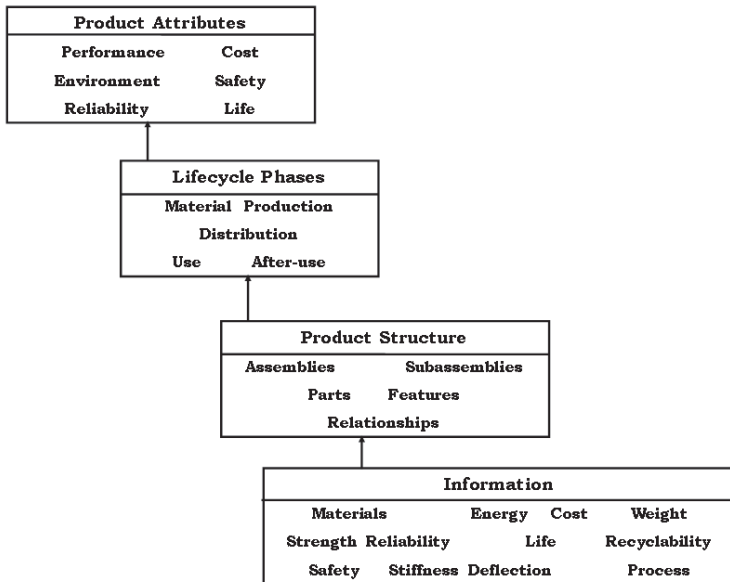 Product Attributes
Performance Cost
Environment Safety
Reliability Life
Lifecycle Phases
Material Production
Distribution
Use After-use
Product Structure
Assemblies Subassemblies
Parts Features
Relationships
Information
Materials Energy Cost Weight
Strength Reliability Life Recyclability
Safety Stiffness Deflection Process